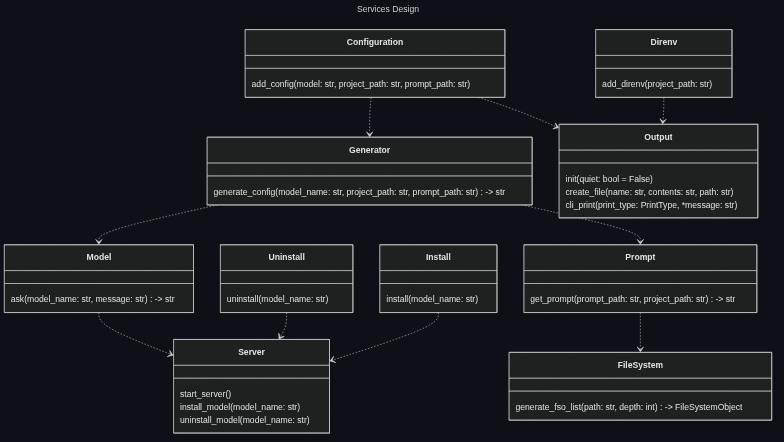 Services Design
Configuration
add_config(model: str, project_path: str, prompt_path: str)
Direnv
add_direnv(project_path: str)
Generator
generate_config(model_name: str, project_path: str, prompt_path: str) : -> str
Output
init(quiet: bool = False)
create_file(name: str, contents: str, path: str)
cli_print(print_type: PrintType, *message: str)
Model
ask(model_name: str, message: str) : -> str
Uninstall
uninstall(model_name: str)
Install
install(model_name: str)
Prompt
get_prompt(prompt_path: str, project_path: str) : -> str
Server
start_server()
install_model(model_name: str)
uninstall_model(model_name: str)
FileSystem
generate_fso_list(path: str, depth: int) : -> FileSystemObject